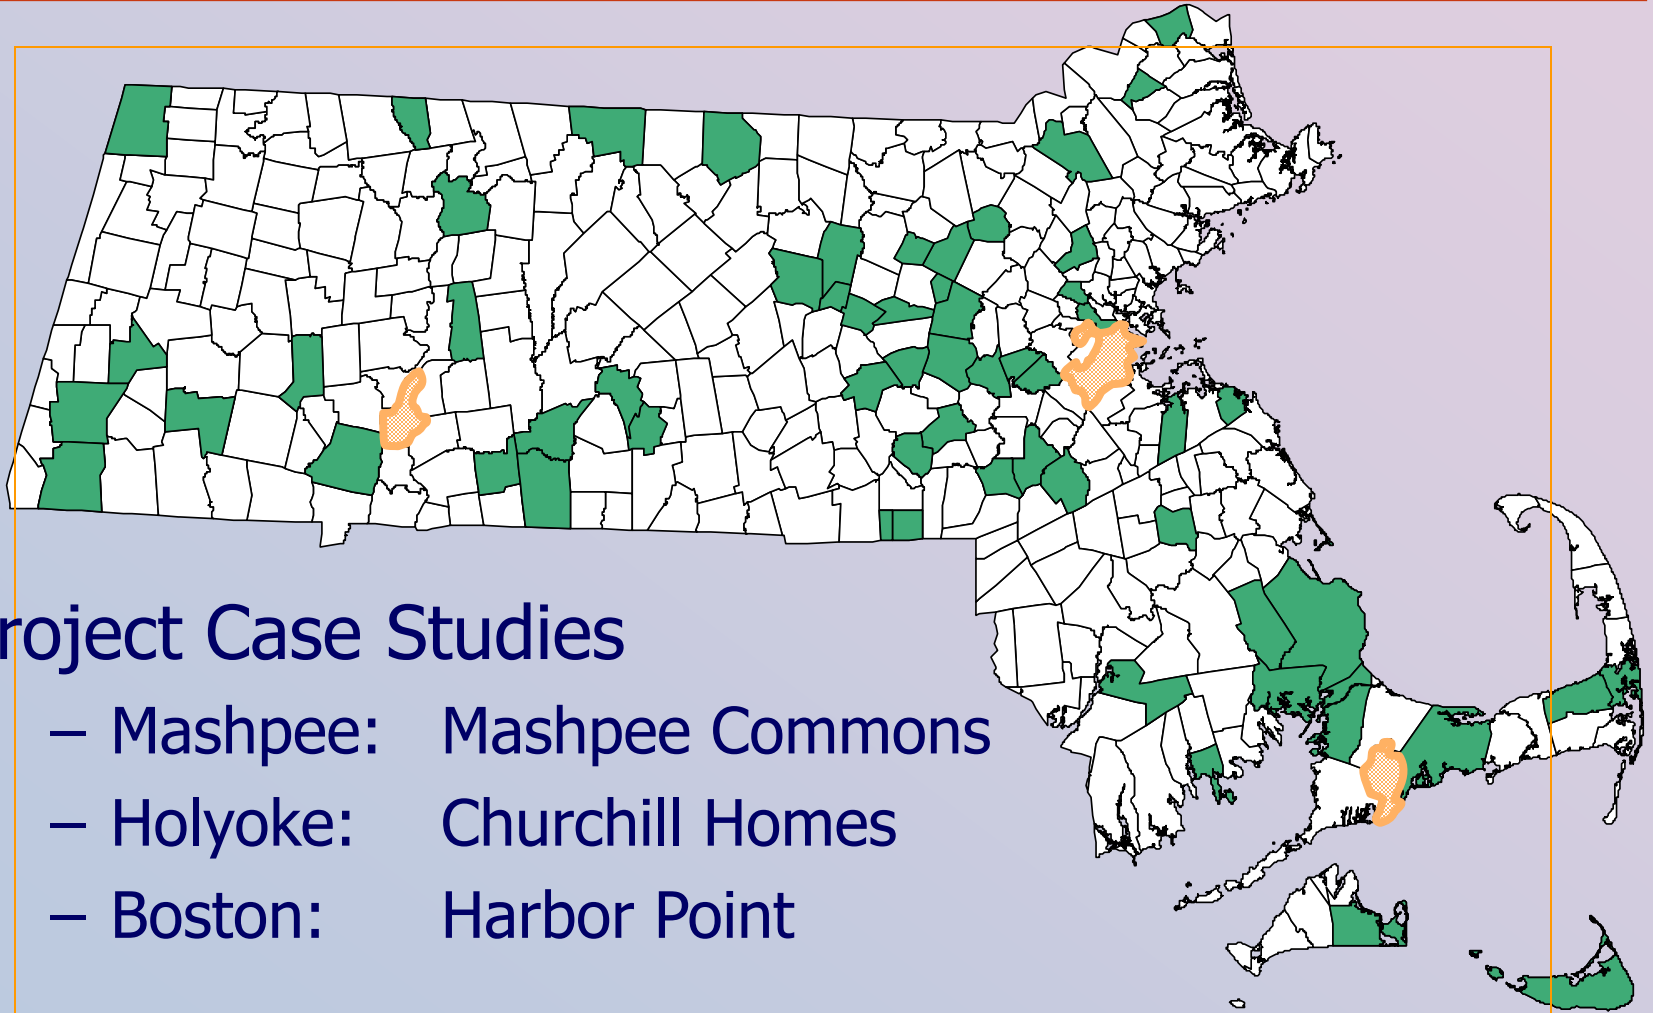 roject Case Studies
– Mashpee: Mashpee Commons
– Holyoke: Churchill Homes
– Boston: Harbor Point